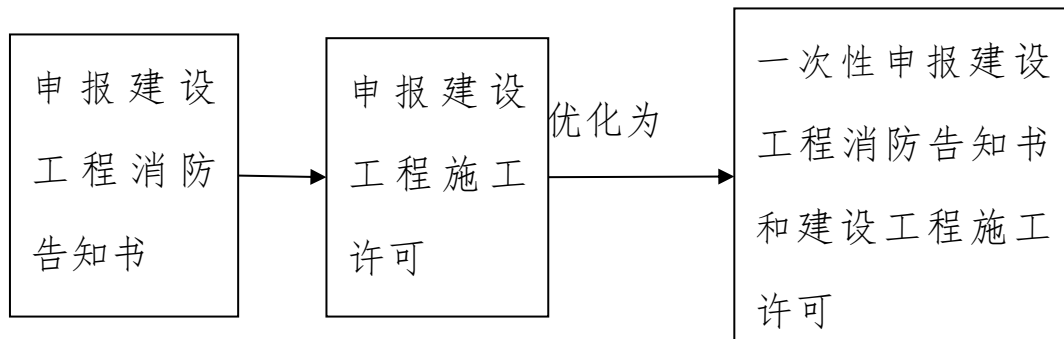 申报建设
工程消防
告知书
申报建设
工程施工
许可
优化为
一次性申报建设
工程消防告知书
和建设工程施工
许可